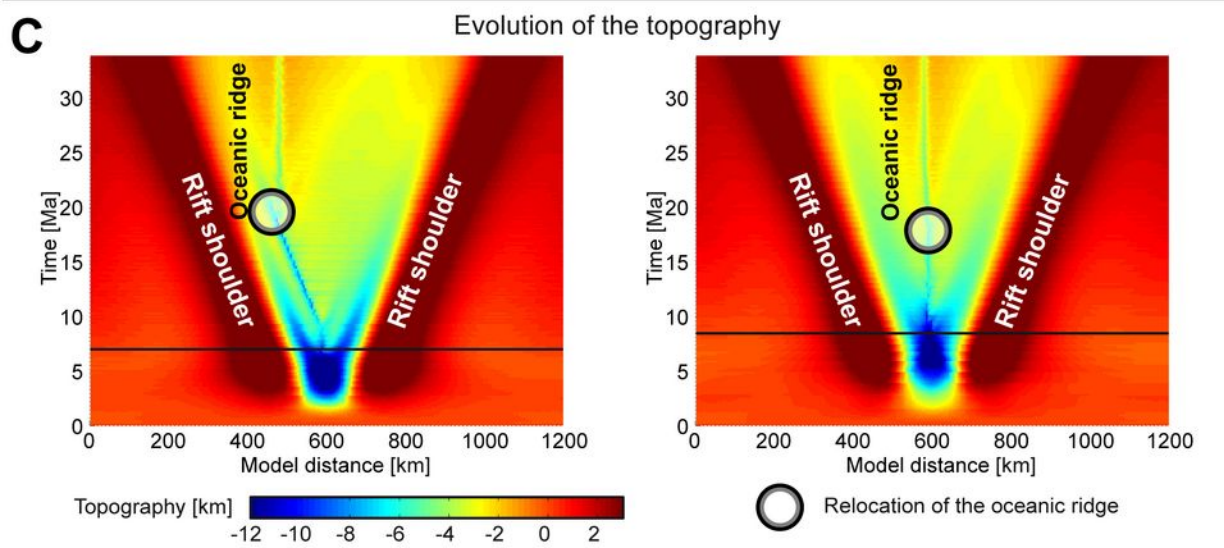 C
Evolution of the topography
30
25
20
15
10
5
0
Time [Ma]
Oceanic ridge
Rift shoulder
Rift shoulder
0 200 400 600 800 1000 1200
Model distance [km]
30
25
20
15
10
5
0
Time [Ma]
Oceanic ridge
Rift shoulder
Rift shoulder
0 200 400 600 800 1000 1200
Model distance [km]
Topography [km]
-12 -10 -8 -6 -4 -2 0 2
Relocation of the oceanic ridge